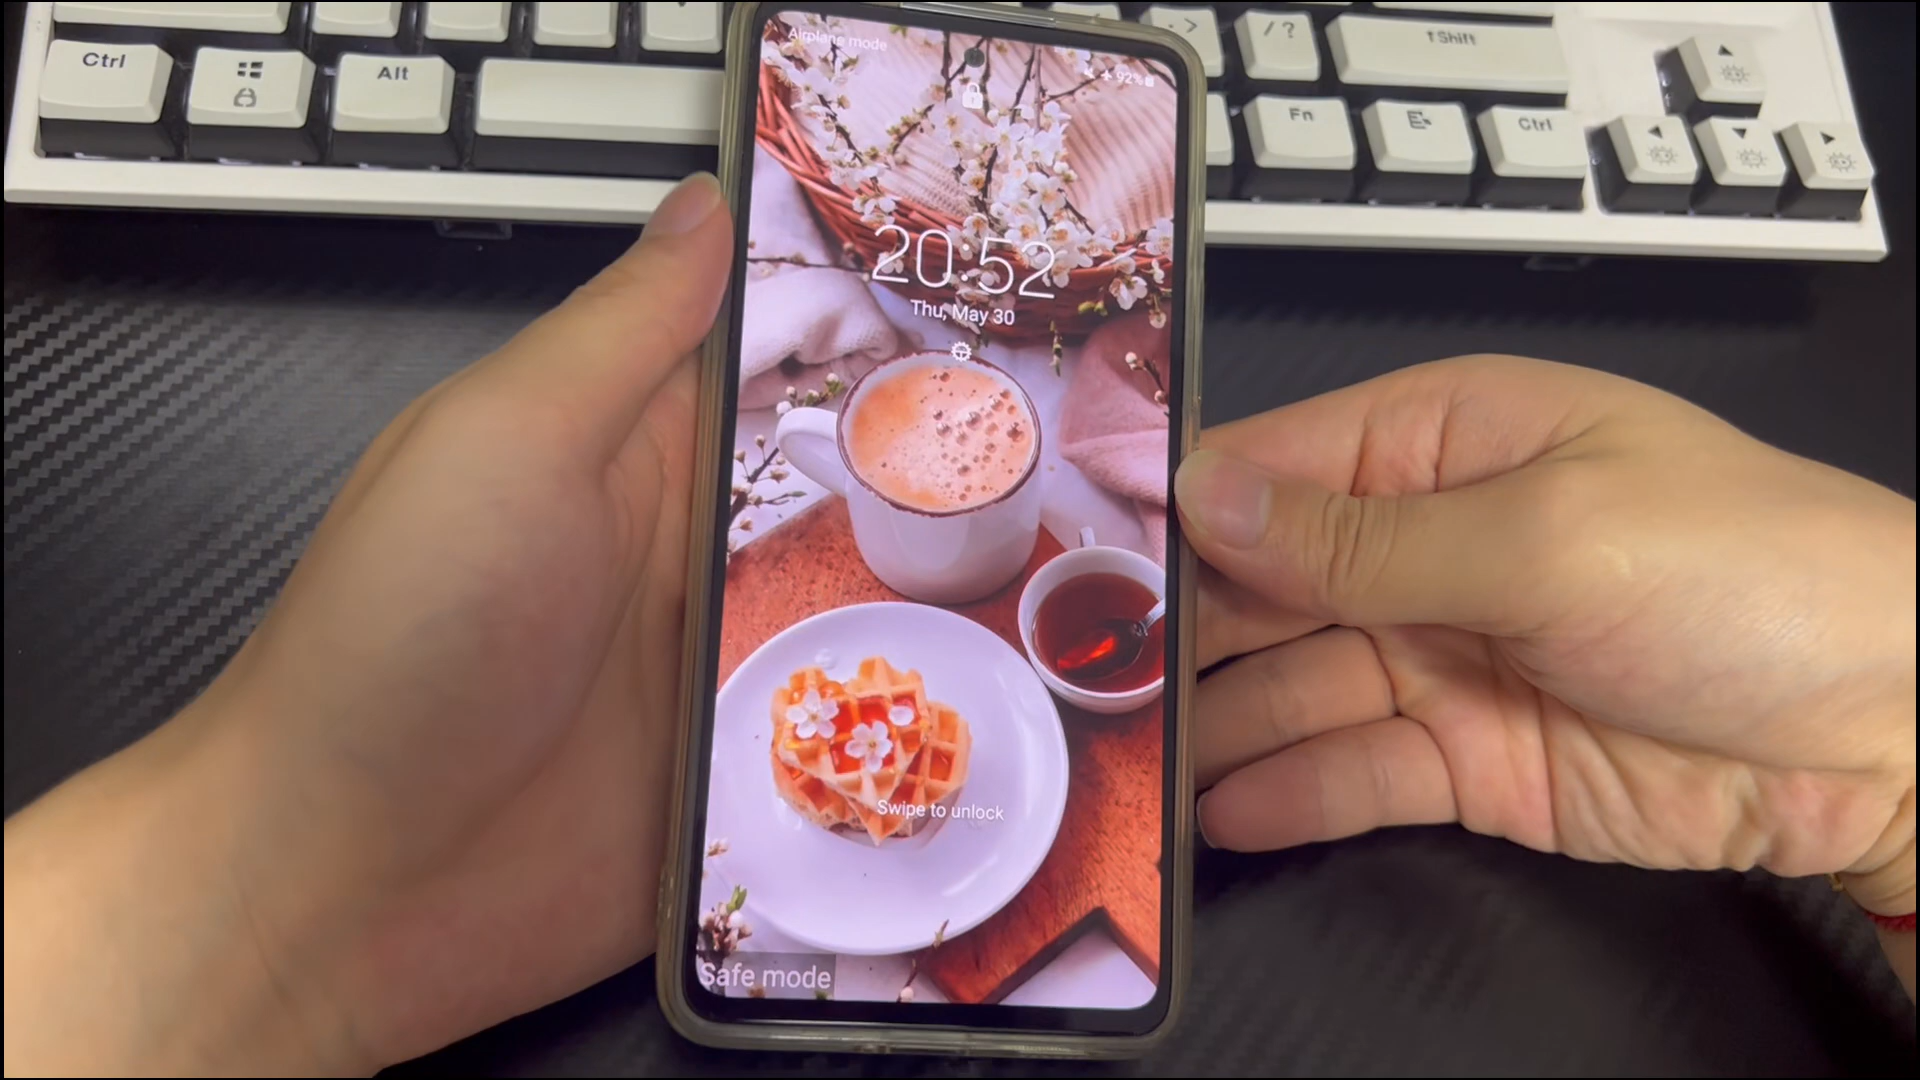 Ctrl
Alt
> 
/ ?
⇧Shift
Fn
Ctrl
Airplane mode
92%
20:52
Thu, May 30
Swipe to unlock
Safe mode